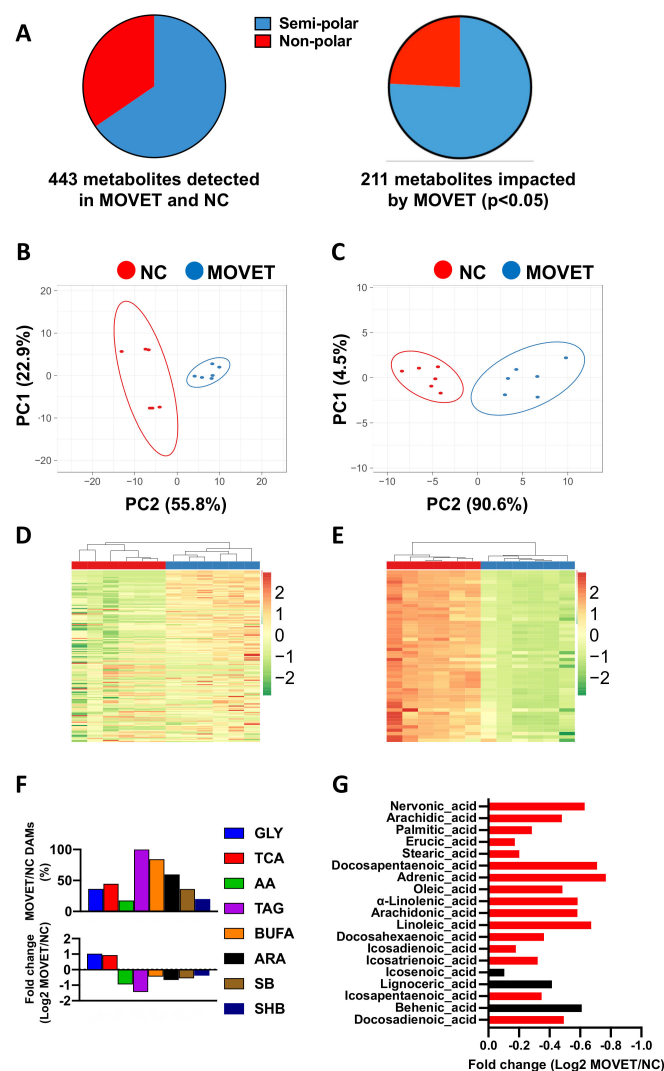 A
Semi-polar
Non-polar
443 metabolites detected
in MOVET and NC
211 metabolites impacted
by MOVET (p<0.05)
B
NC MOVET
20
10
0
−10
−20
−20 −10 0 10 20
PC1 (22.9%)
PC2 (55.8%)
C
NC MOVET
10
5
0
−5
−10
−10 −5 0 5 10
PC1 (4.5%)
PC2 (90.6%)
D
2
1
0
−1
−2
E
2
1
0
−1
−2
F
MOVET/NC DAMs
(%)
100
50
0
Fold change
(Log2 MOVET/NC)
2
1
0
-1
-2
GLY
TCA
AA
TAG
BUFA
ARA
SB
SHB
G
Nervonic_acid
Arachidic_acid
Palmitic_acid
Erucic_acid
Stearic_acid
Docosapentaenoic_acid
Adrenic_acid
Oleic_acid
α-Linolenic_acid
Arachidonic_acid
Linoleic_acid
Docosahexaenoic_acid
Icosadienoic_acid
Icosatrienoic_acid
Icosenoic_acid
Lignoceric_acid
Icosapentaenoic_acid
Behenic_acid
Docosadienoic_acid
0.0 -0.2 -0.4 -0.6 -0.8 -1.0
Fold change (Log2 MOVET/NC)